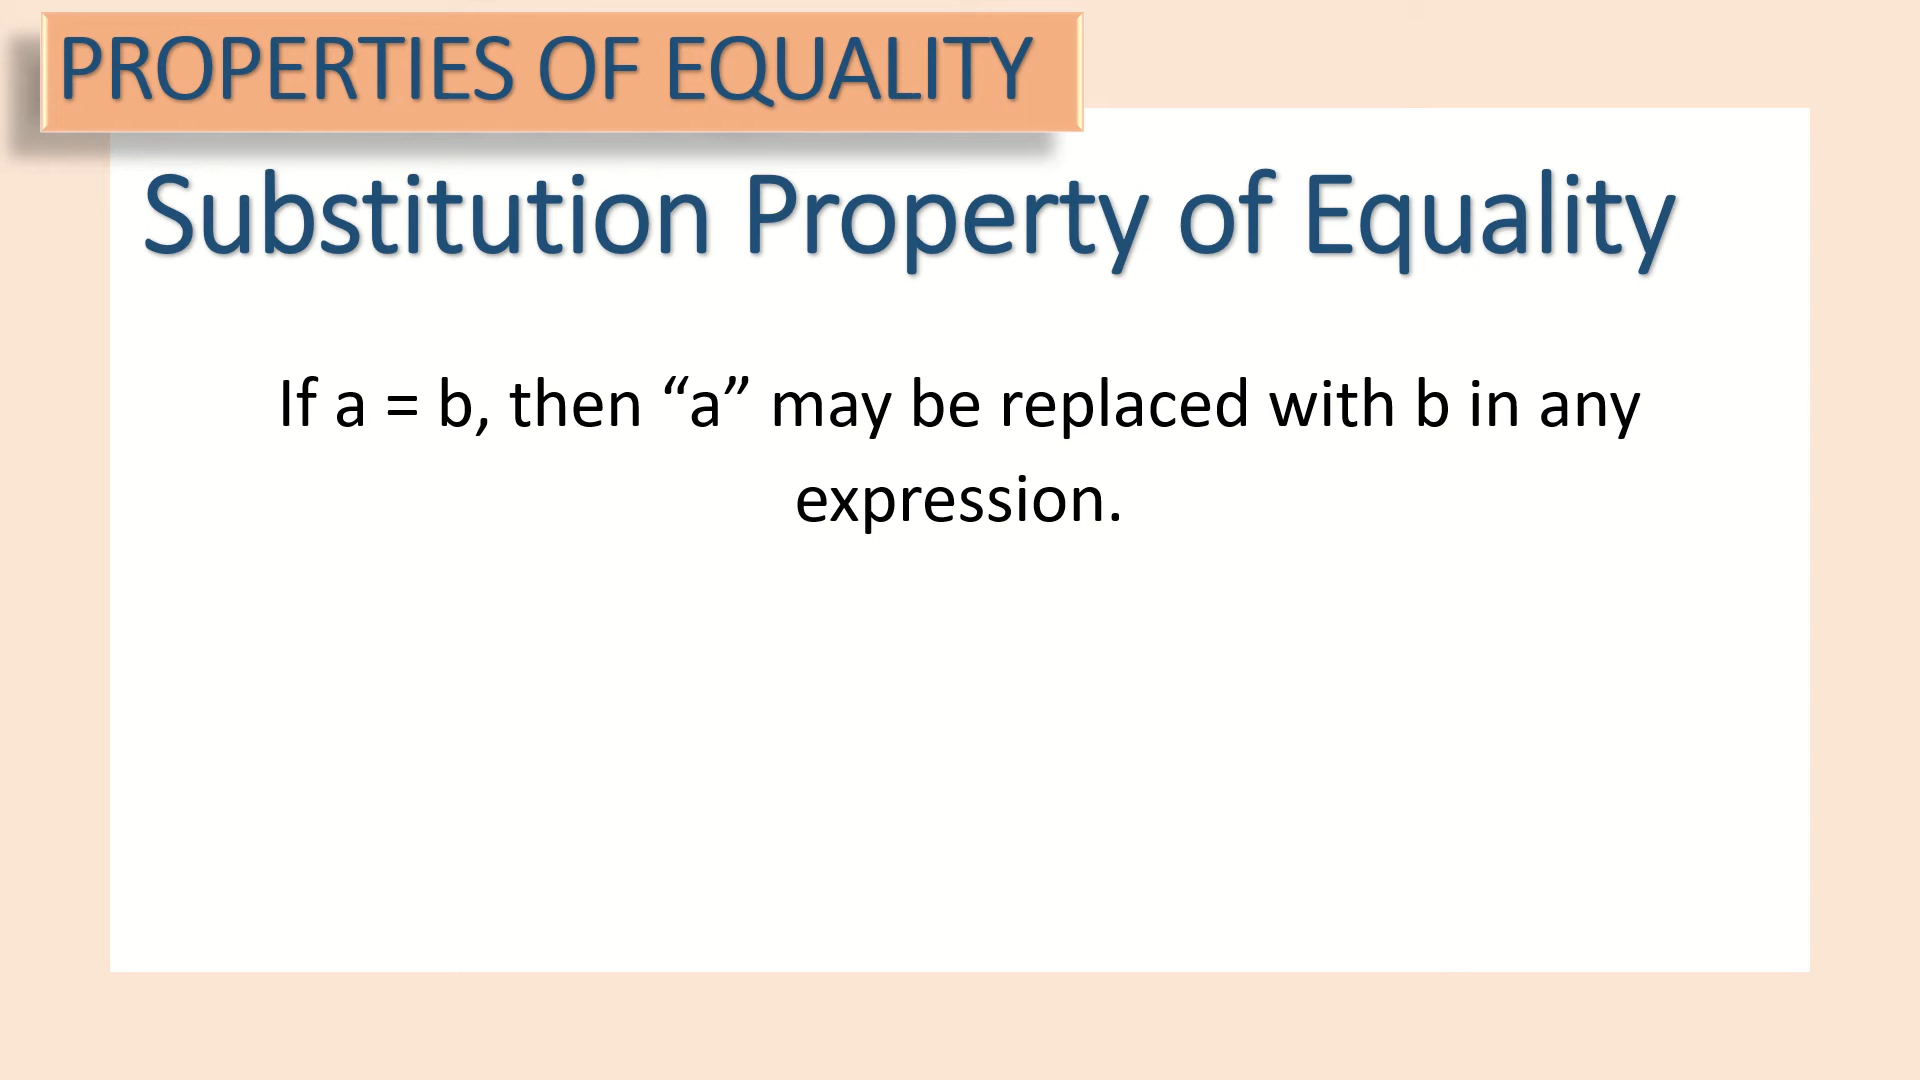 PROPERTIES OF EQUALITY
Substitution Property of Equality
If a = b, then “a” may be replaced with b in any
expression.